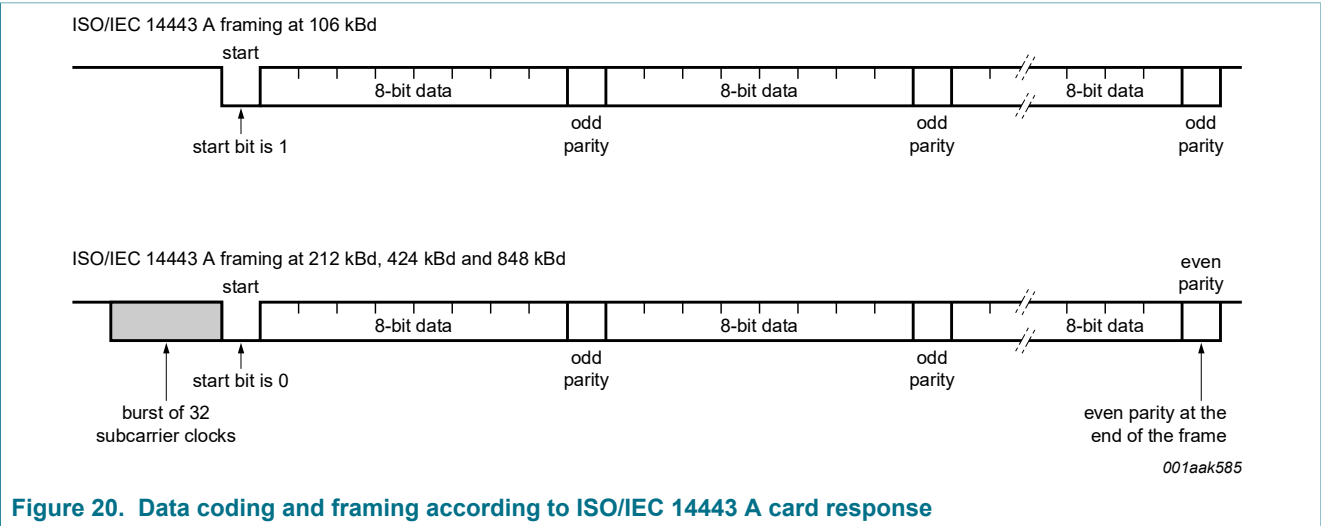 ISO/IEC 14443 A framing at 106 kBd
start
8-bit data
8-bit data
8-bit data
start bit is 1
odd
parity
odd
parity
odd
parity
ISO/IEC 14443 A framing at 212 kBd, 424 kBd and 848 kBd
start
even
parity
8-bit data
8-bit data
8-bit data
start bit is 0
odd
parity
odd
parity
burst of 32
subcarrier clocks
even parity at the
end of the frame
001aak585
Figure 20. Data coding and framing according to ISO/IEC 14443 A card response